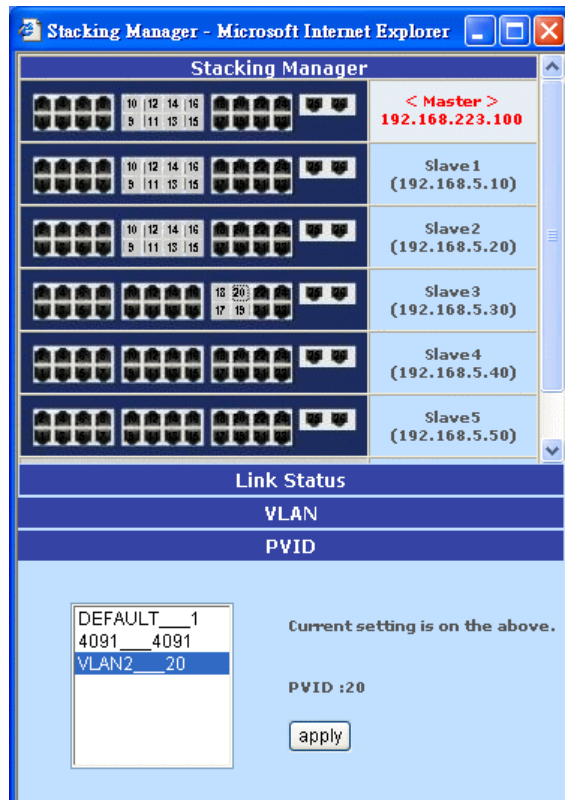 Stacking Manager - Microsoft Internet Explorer
Stacking Manager
10 12 14 16
9 11 13 15
< Master >
192.168.223.100
10 12 14 16
9 11 13 15
Slave1
(192.168.5.10)
10 12 14 16
9 11 13 15
Slave2
(192.168.5.20)
18 20
17 19
Slave3
(192.168.5.30)
Slave4
(192.168.5.40)
Slave5
(192.168.5.50)
Link Status
VLAN
PVID
DEFAULT___1
4091___4091
VLAN2___20
Current setting is on the above.
PVID :20
apply